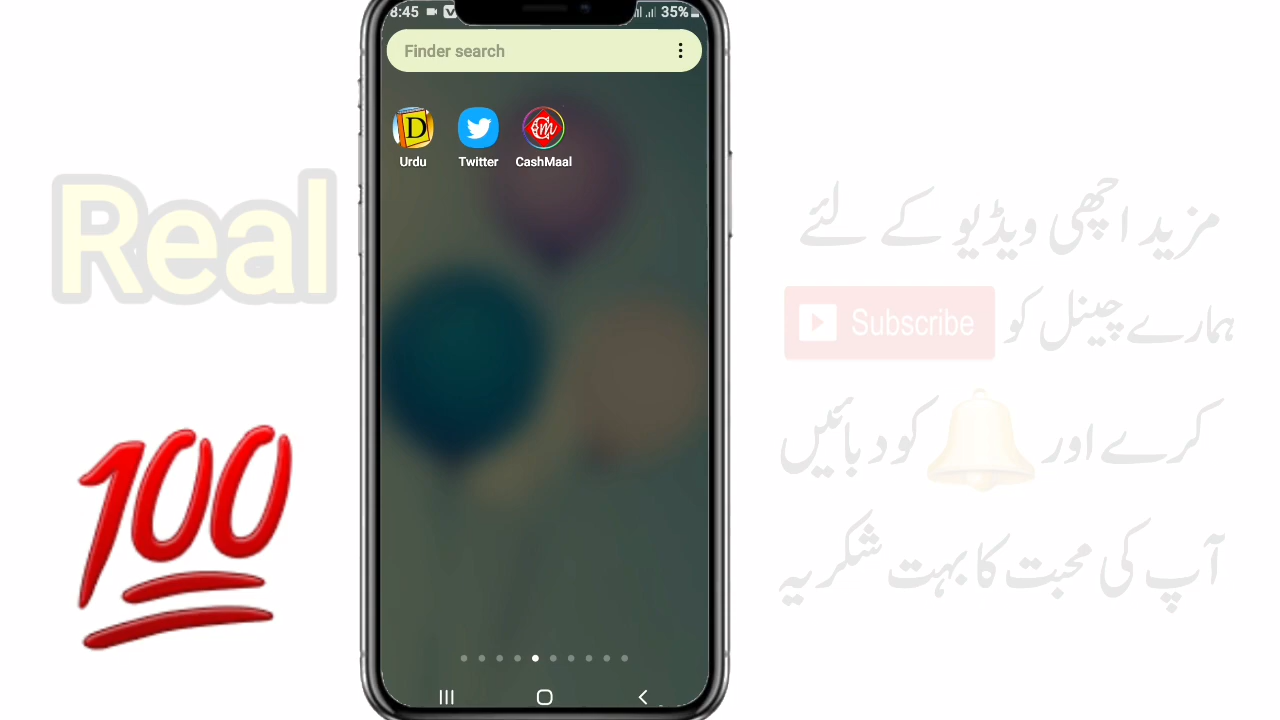 8:45
35%
Finder search
Urdu
Twitter
CashMaal
Real
100
مزید اچھی ویڈیو کے لئے
ہمارے چینل کو Subscribe
کرے اور کو دبائیں
آپ کی محبت کا بہت شکریہ